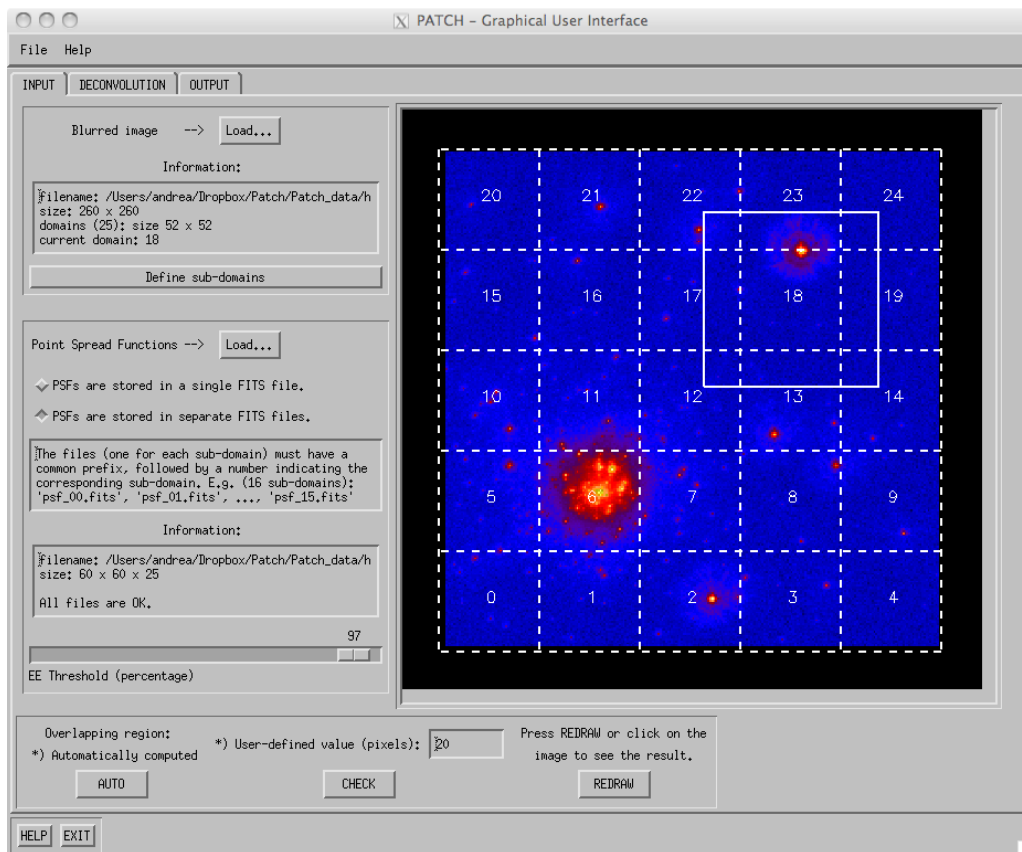 PATCH - Graphical User Interface
File Help
INPUT DECONVOLUTION OUTPUT
Blurred image --> Load...
Information:
filename: /Users/andrea/Dropbox/Patch/Patch_data/h
size: 260 x 260
domains (25): size 52 x 52
current domain: 18
Define sub-domains
Point Spread Functions --> Load...
PSFs are stored in a single FITS file.
PSFs are stored in separate FITS files.
The files (one for each sub-domain) must have a
common prefix, followed by a number indicating the
corresponding sub-domain. E.g. (16 sub-domains):
'psf_00.fits', 'psf_01.fits', ..., 'psf_15.fits'
Information:
filename: /Users/andrea/Dropbox/Patch/Patch_data/h
size: 60 x 60 x 25
All files are OK.
97
EE Threshold (percentage)
20 21 22 23 24
15 16 17 18 19
10 11 12 13 14
5 6 7 8 9
0 1 2 3 4
Overlapping region:
*) Automatically computed
AUTO
*) User-defined value (pixels): 20
CHECK
Press REDRAW or click on the
image to see the result.
REDRAW
HELP EXIT